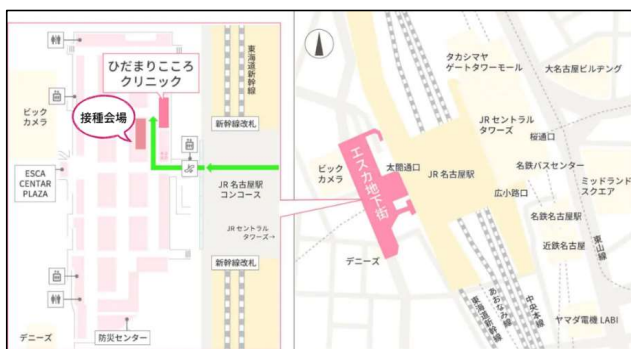 ひだまりこころ
クリニック
接種会場
ビック
カメラ
ESCA
CENTAR
PLAZA
デニーズ
防災センター
東海道新幹線
新幹線改札
JR 名古屋駅
コンコース
JR セントラル
タワーズ→
新幹線改札
エスカ地下街
ビック
カメラ
太閤通口
デニーズ
JR 名古屋駅
タカシマヤ
ゲートタワーモール
大名古屋ビルヂング
JR セントラル
タワーズ
桜通口
名鉄バスセンター
ミッドランド
スクエア
広小路口
名鉄名古屋駅
近鉄名古屋
東山線
ヤマダ電機 LABI
東海道新幹線
あおなみ線
中央本線